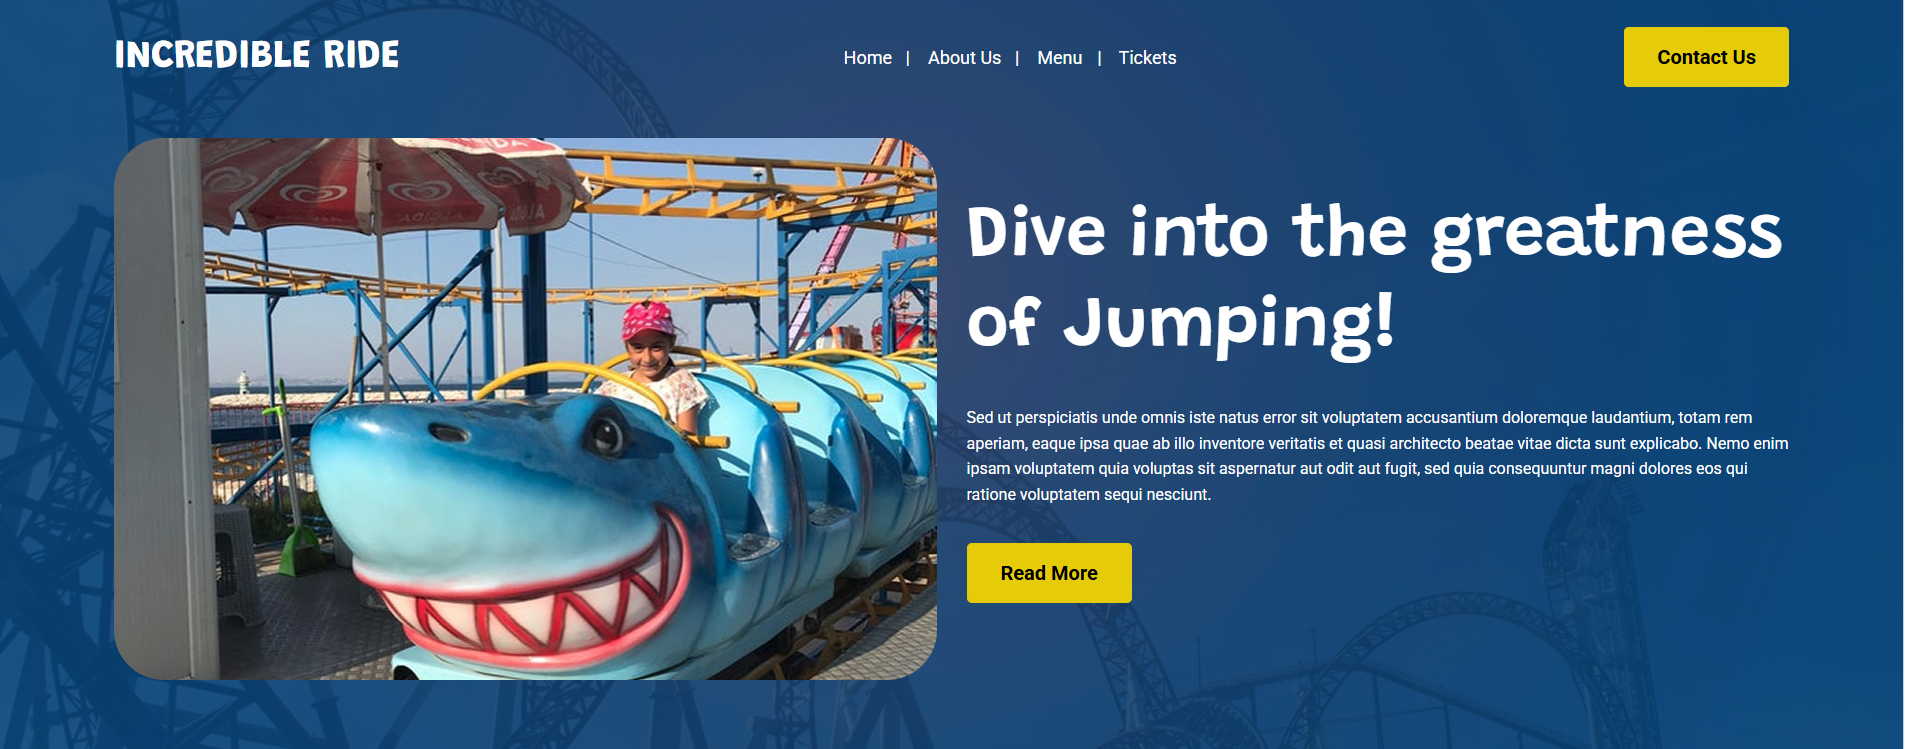 INCREDIBLE RIDE
Home | About Us | Menu | Tickets
Contact Us
Dive into the greatness
of Jumping!
Sed ut perspiciatis unde omnis iste natus error sit voluptatem accusantium doloremque laudantium, totam rem
aperiam, eaque ipsa quae ab illo inventore veritatis et quasi architecto beatae vitae dicta sunt explicabo. Nemo enim
ipsam voluptatem quia voluptas sit aspernatur aut odit aut fugit, sed quia consequuntur magni dolores eos qui
ratione voluptatem sequi nesciunt.
Read More